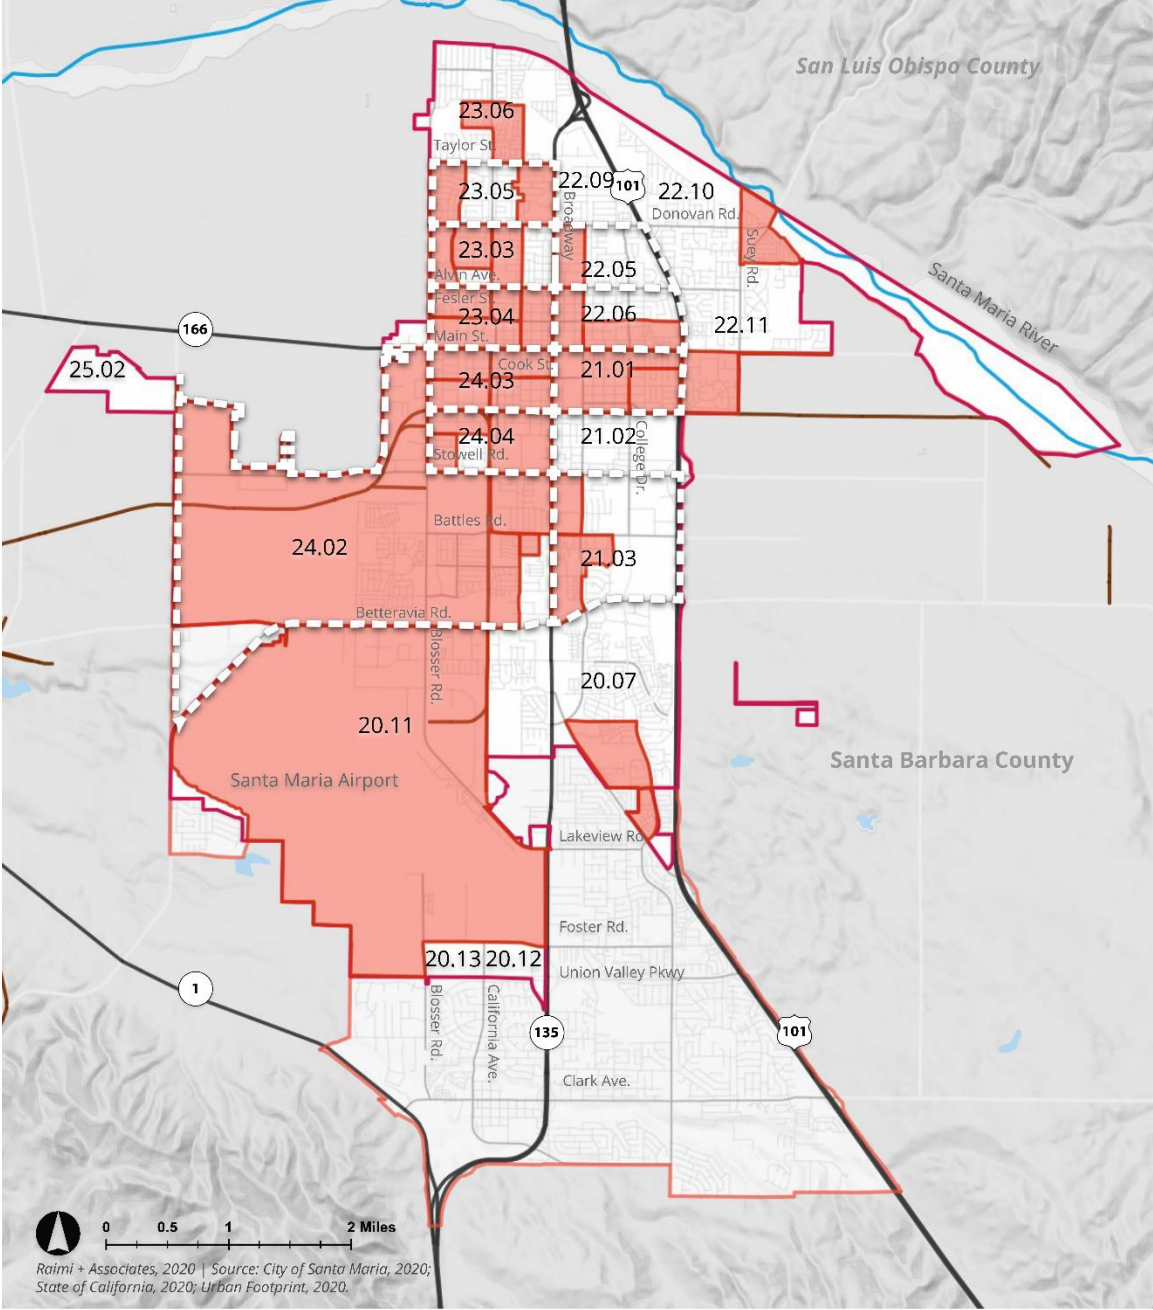 San Luis Obispo County
23.06
Taylor St.
23.05
22.09
101
22.10
Donovan Rd.
Broadway
Suey Rd.
23.03
22.05
Alvin Ave.
Fesler St.
23.04
22.06
22.11
Main St.
Santa Maria River
166
25.02
Cook St.
21.01
24.03
24.04
21.02
Stowell Rd.
College Dr.
Battles Rd.
24.02
21.03
Betteravia Rd.
Blosser Rd.
20.07
20.11
Santa Maria Airport
Santa Barbara County
Lakeview Rd
Foster Rd.
20.13
20.12
Union Valley Pkwy
1
Blosser Rd.
California Ave.
135
101
Clark Ave.
0 0.5 1 2 Miles
Raimi + Associates, 2020 | Source: City of Santa Maria, 2020;
State of California, 2020; Urban Footprint, 2020.